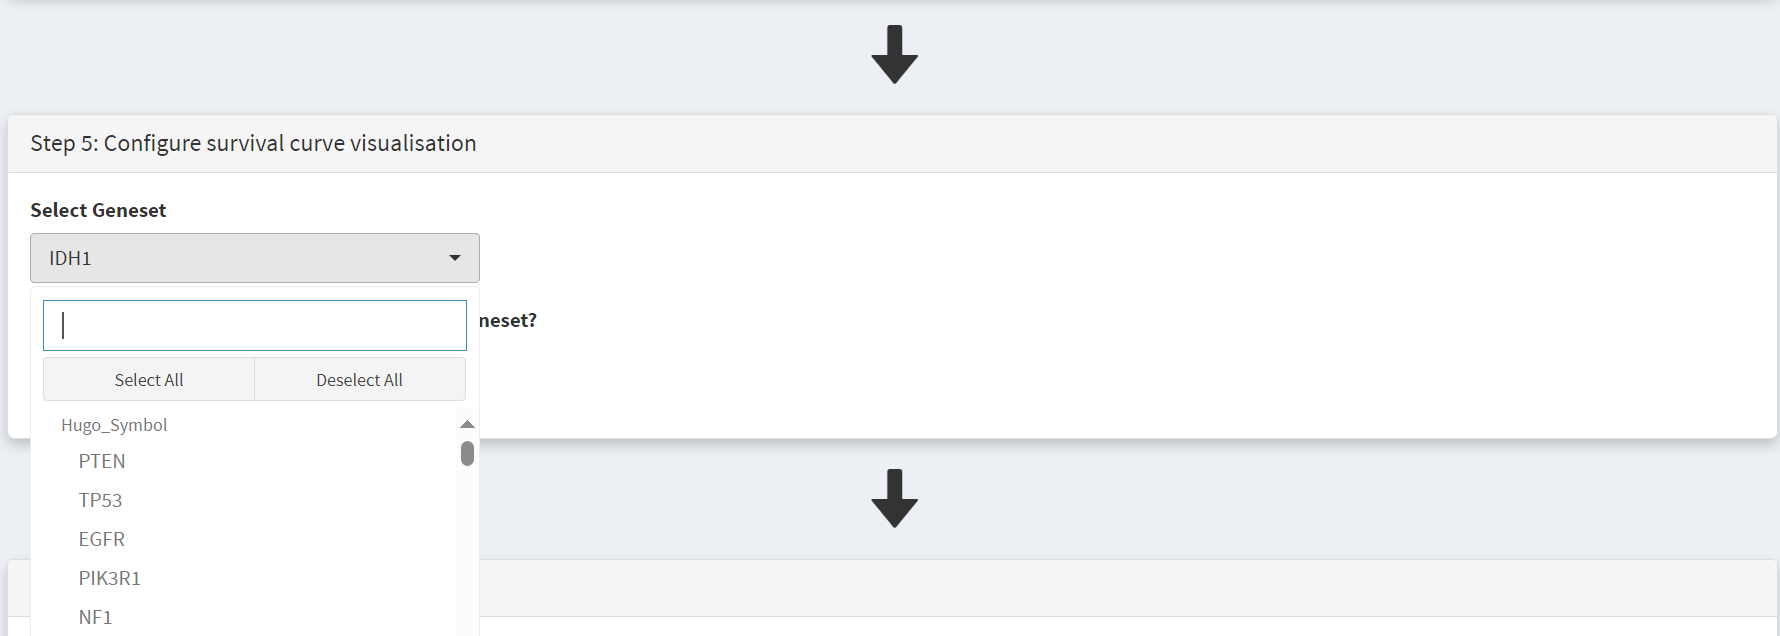 Step 5: Configure survival curve visualisation
Select Geneset
IDH1
neset?
Select All
Deselect All
Hugo_Symbol
PTEN
TP53
EGFR
PIK3R1
NF1